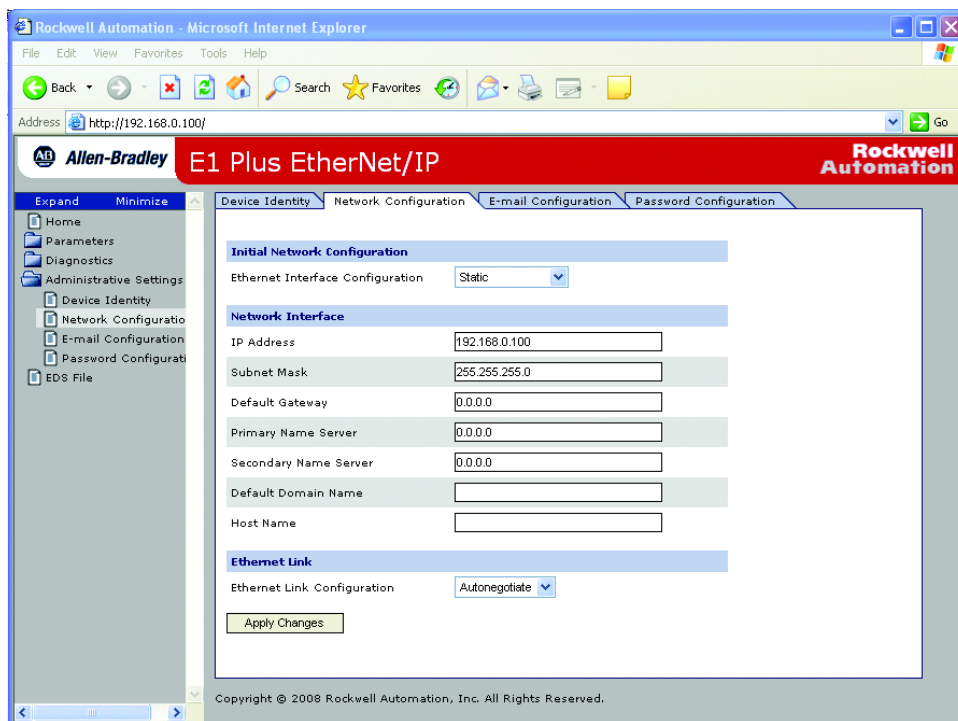 Rockwell Automation - Microsoft Internet Explorer
File Edit View Favorites Tools Help
Back Search Favorites
Address http://192.168.0.100/ Go
AB Allen-Bradley E1 Plus EtherNet/IP Rockwell Automation
Expand Minimize
Home
Parameters
Diagnostics
Administrative Settings
Device Identity
Network Configuratio
E-mail Configuration
Password Configurati
EDS File
Device Identity Network Configuration E-mail Configuration Password Configuration
Initial Network Configuration
Ethernet Interface Configuration Static
Network Interface
IP Address 192.168.0.100
Subnet Mask 255.255.255.0
Default Gateway 0.0.0.0
Primary Name Server 0.0.0.0
Secondary Name Server 0.0.0.0
Default Domain Name
Host Name
Ethernet Link
Ethernet Link Configuration Autonegotiate
Apply Changes
Copyright © 2008 Rockwell Automation, Inc. All Rights Reserved.